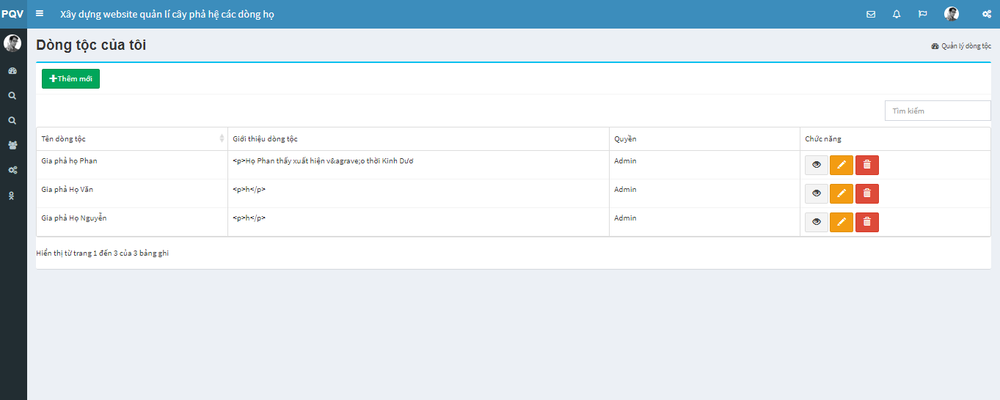 PQV
Xây dựng website quản lí cây phả hệ các dòng họ
Dòng tộc của tôi
Quản lý dòng tộc
Thêm mới
Tìm kiếm
Tên dòng tộc Giới thiệu dòng tộc Quyền Chức năng
Gia phả họ Phan <p>Họ Phan thấy xuất hiện v&agrave;o thời Kinh Dươ Admin
Gia phả Họ Văn <p>h</p> Admin
Gia phả Họ Nguyễn <p>h</p> Admin
Hiển thị từ trang 1 đến 3 của 3 bảng ghi